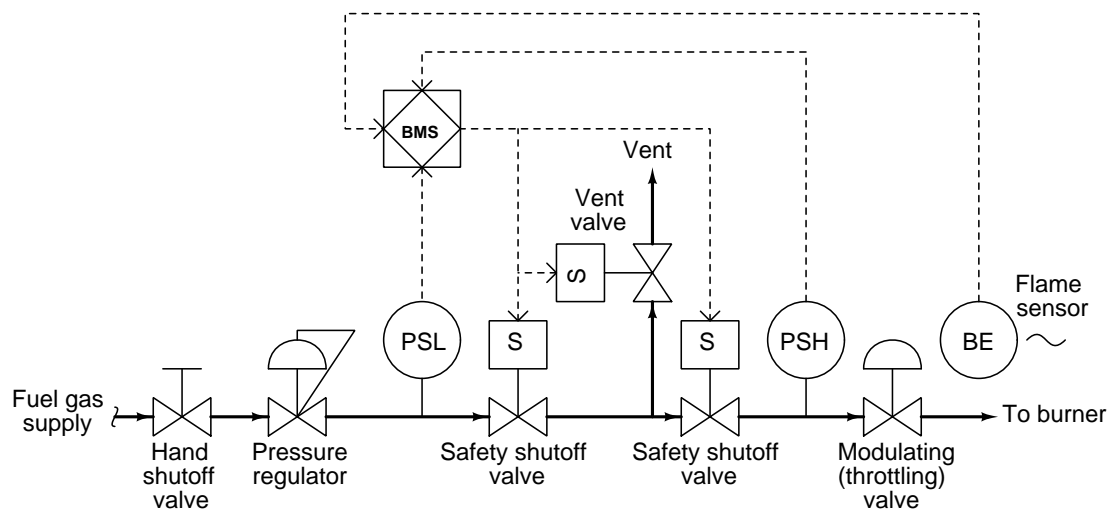 BMS
Vent
Vent
valve
S
Flame
sensor
PSL
S
S
PSH
BE
Fuel gas
supply
To burner
Hand
shutoff
valve
Pressure
regulator
Safety shutoff
valve
Safety shutoff
valve
Modulating
(throttling)
valve